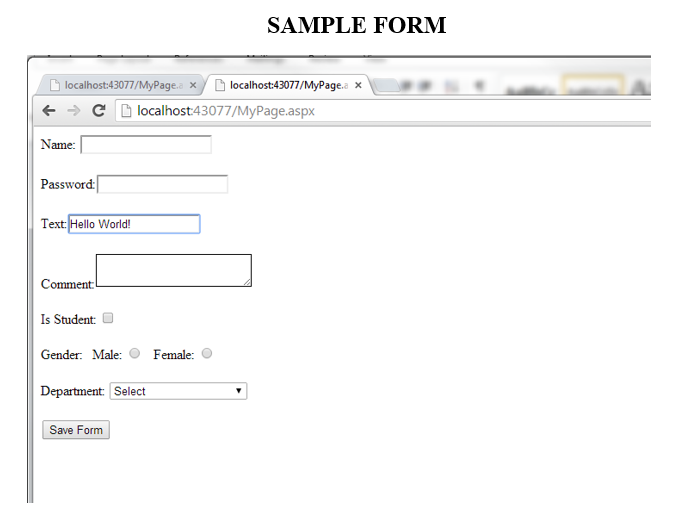 SAMPLE FORM
localhost:43077/MyPage.a localhost:43077/MyPage.a
localhost:43077/MyPage.aspx
Name:
Password:
Text: Hello World!
Comment:
Is Student:
Gender: Male: Female:
Department: Select
Save Form